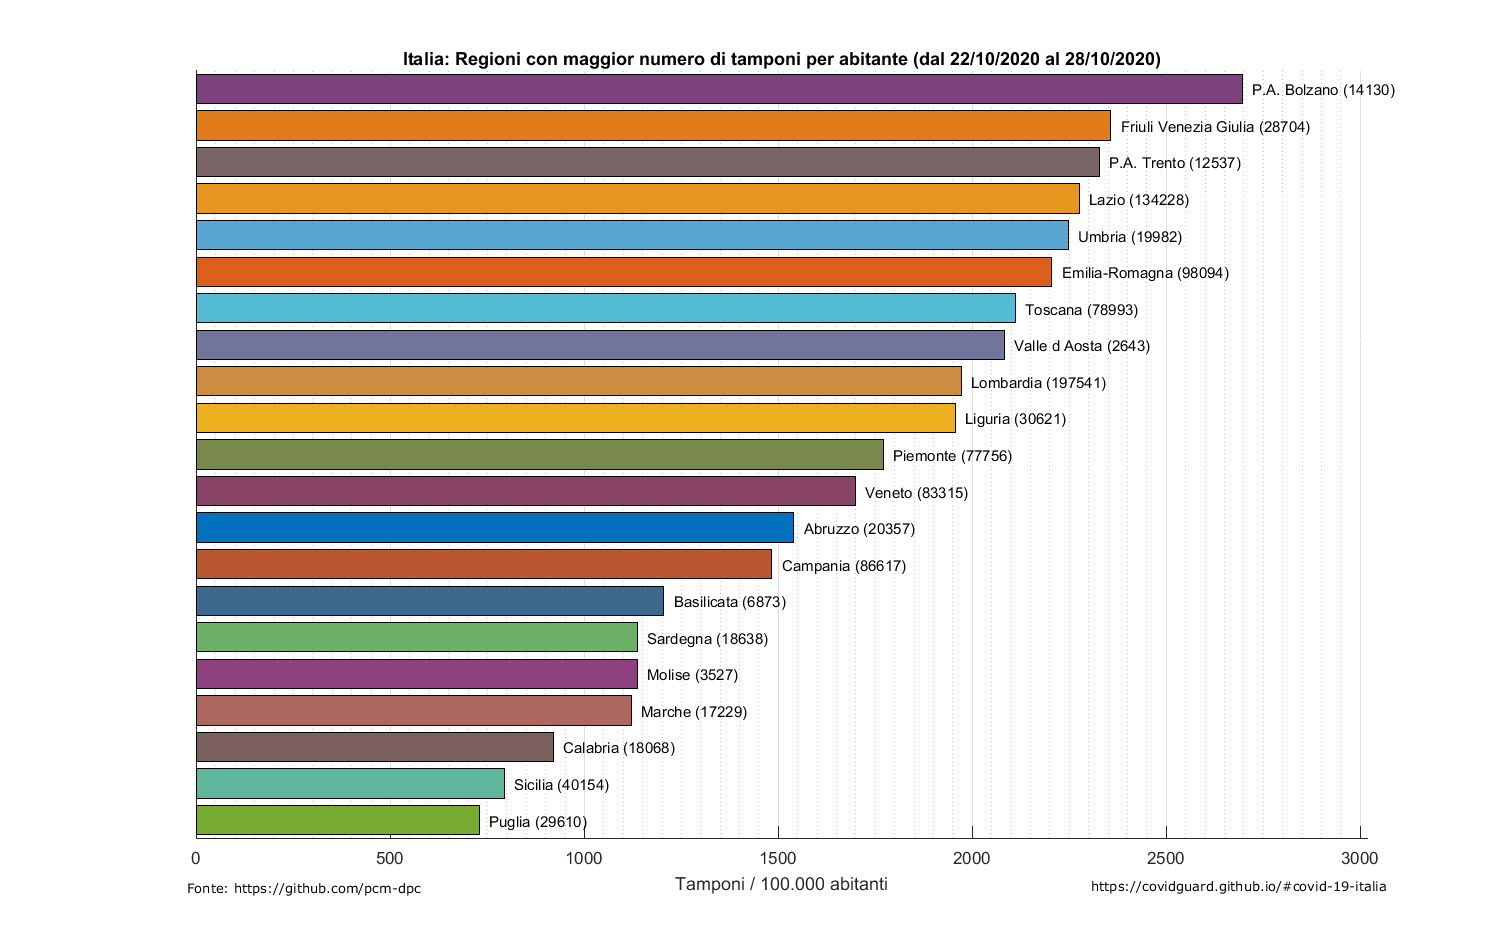 Italia: Regioni con maggior numero di tamponi per abitante (dal 22/10/2020 al 28/10/2020)
P.A. Bolzano (14130)
Friuli Venezia Giulia (28704)
P.A. Trento (12537)
Lazio (134228)
Umbria (19982)
Emilia-Romagna (98094)
Toscana (78993)
Valle d Aosta (2643)
Lombardia (197541)
Liguria (30621)
Piemonte (77756)
Veneto (83315)
Abruzzo (20357)
Campania (86617)
Basilicata (6873)
Sardegna (18638)
Molise (3527)
Marche (17229)
Calabria (18068)
Sicilia (40154)
Puglia (29610)
0 500 1000 1500 2000 2500 3000
Tamponi / 100.000 abitanti
Fonte: https://github.com/pcm-dpc
https://covidguard.github.io/#covid-19-italia